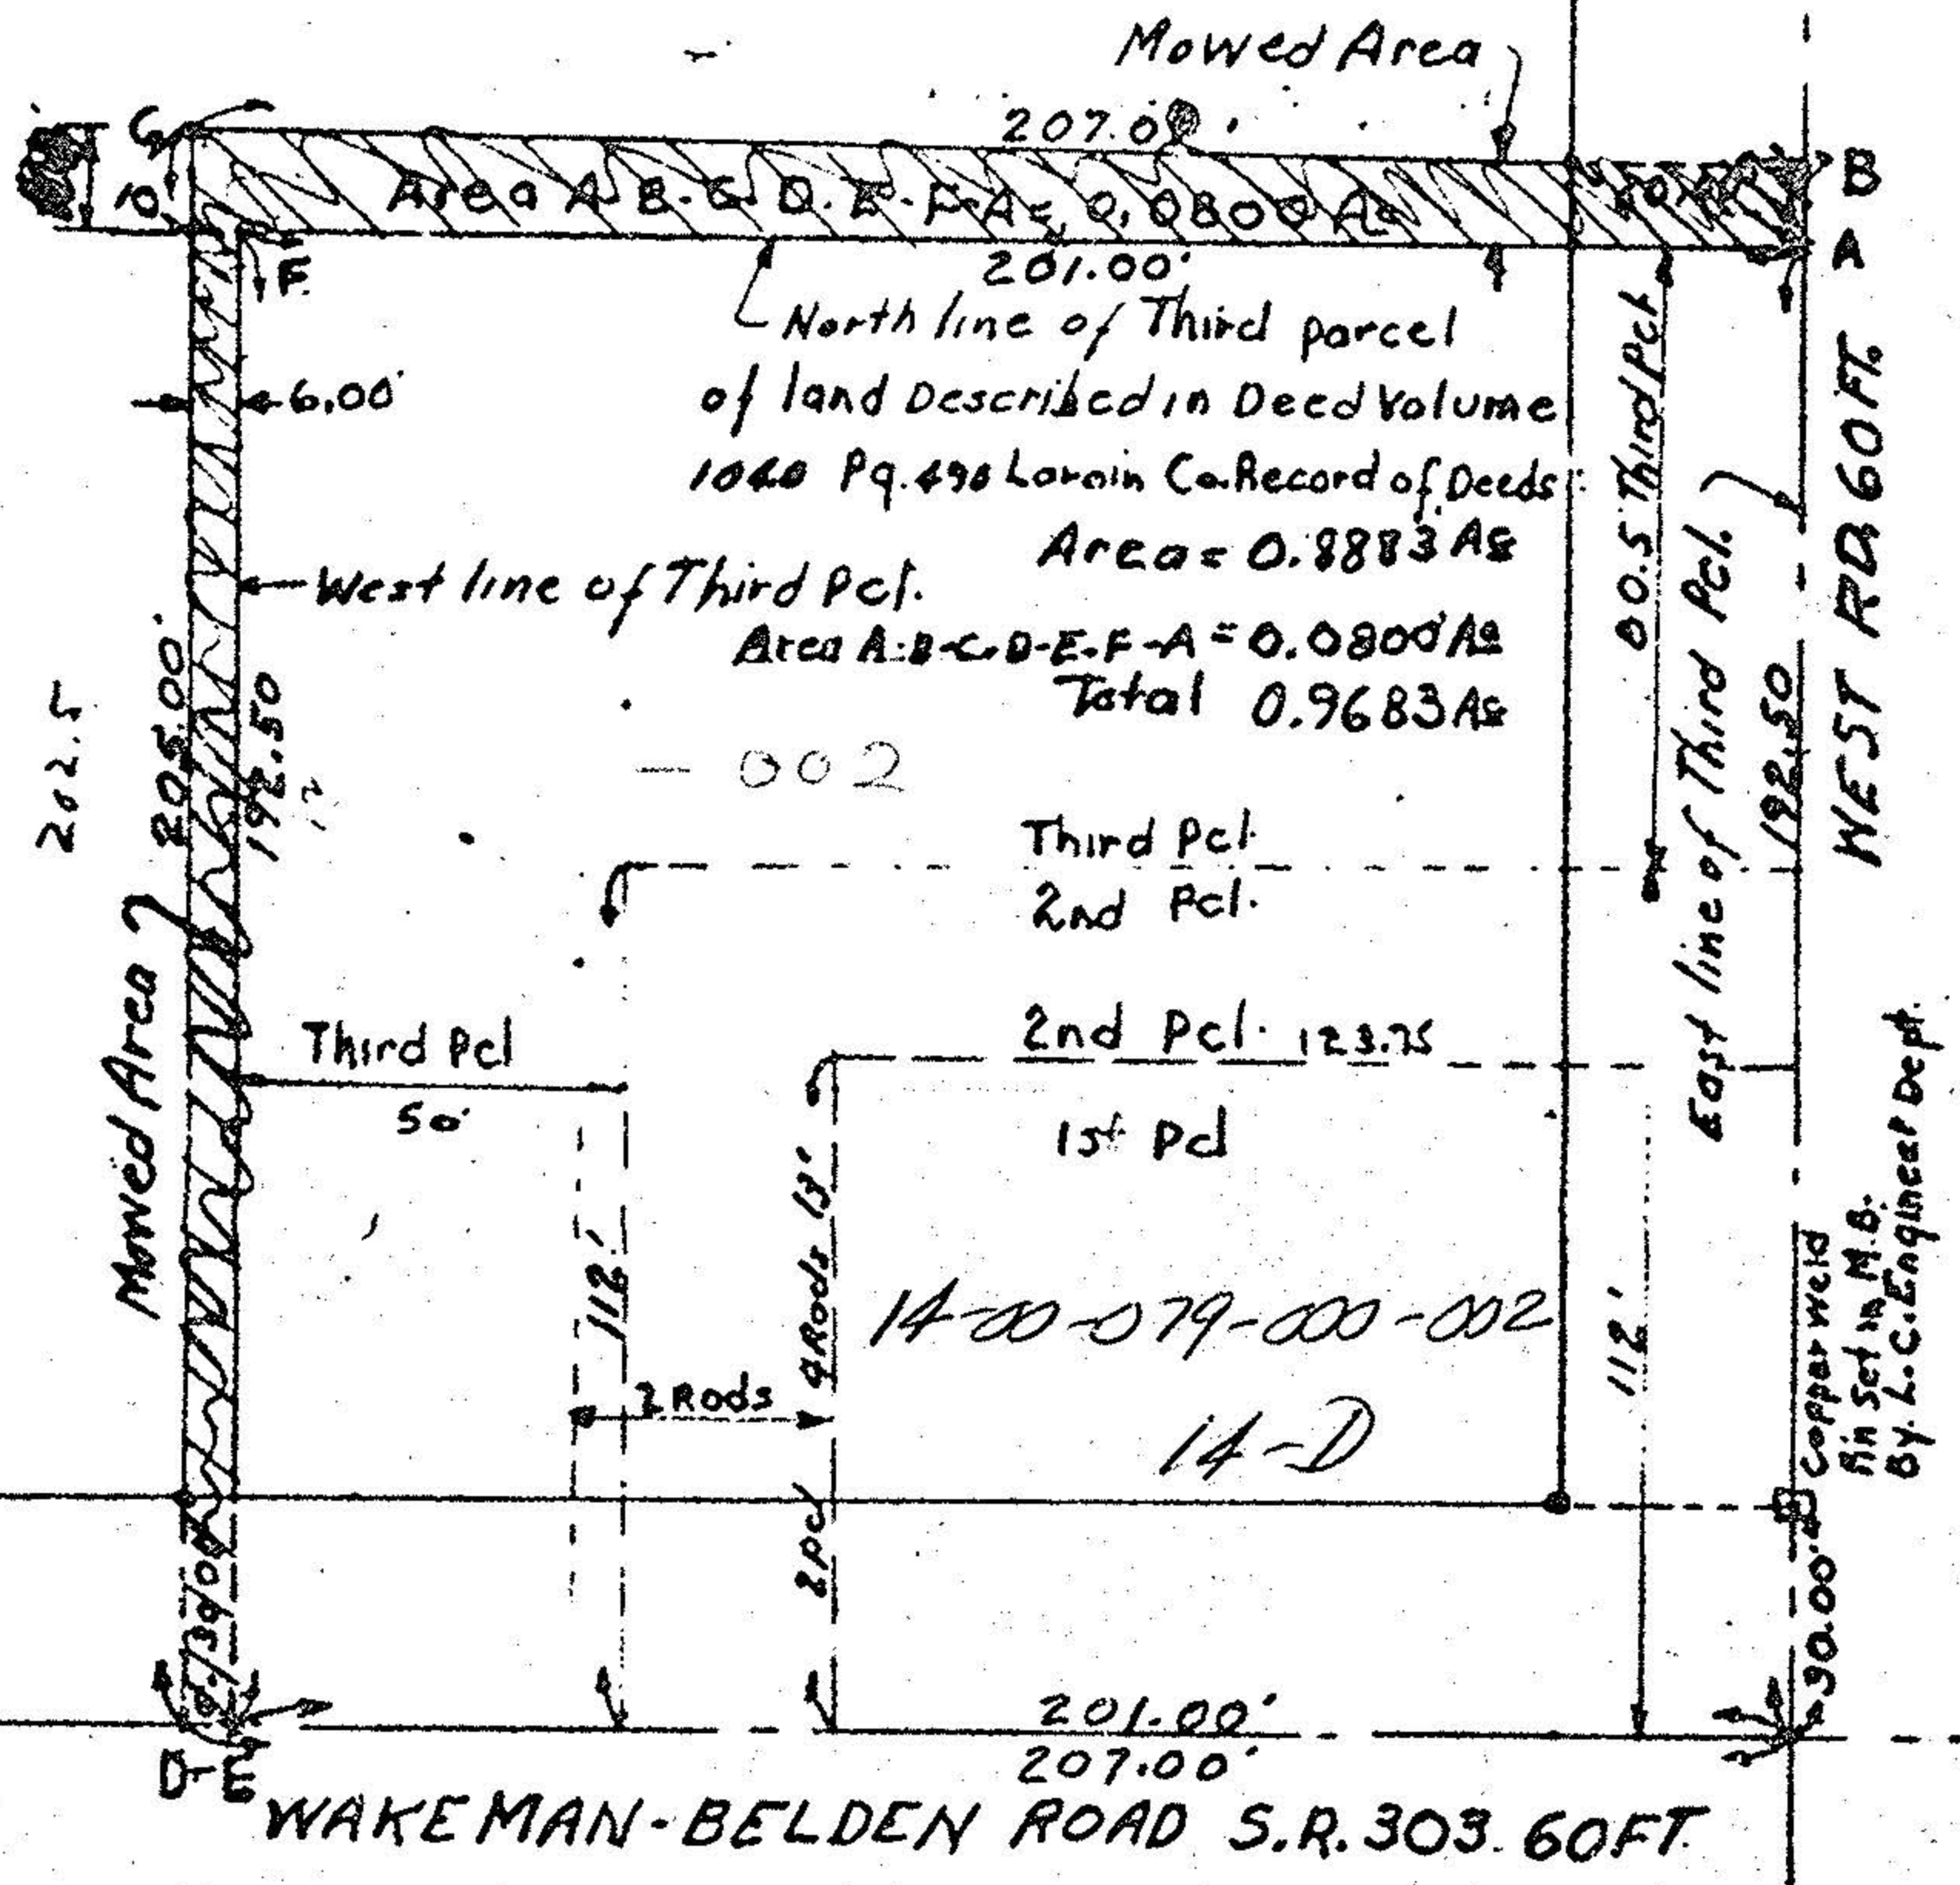 Mowed Area
207.0
G
10'
B
A
F
Area A B-C D-E-F-A = 0.0800 Ac
201.00'
North line of Third parcel
of land Described in Deed Volume
1040 Pg. 490 Lorain Co. Record of Deeds
Area = 0.8883 Ac
6.00'
West line of Third Pcl.
Area A-B-C-D-E-F-A = 0.0800 Ac
Total 0.9683 Ac
- 002
202.5
205.00'
192.50
80.5 Third Pcl
East line of Third Pcl.
192.50
WEST RD. 60 FT.
Third Pcl
2nd Pcl.
Mowed Area
Third Pcl
50'
2nd Pcl. 123.75
1st Pcl
112'
9 Rods 13'
2 Rods
2 Pcl
14-00-079-000-002
14-D
112'
Copper weld
Pin Set in M.B.
By. L.C. Engineer Dept.
30.00'
D
E
201.00'
207.00'
WAKEMAN-BELDEN ROAD S.R. 303. 60 FT.